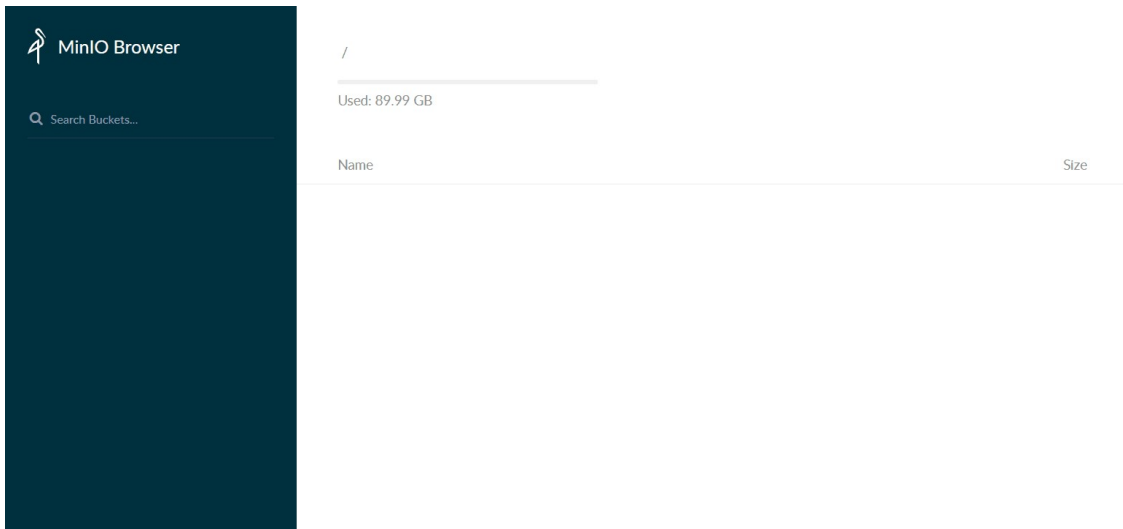 MinIO Browser
Search Buckets...
/
Used: 89.99 GB
Name Size